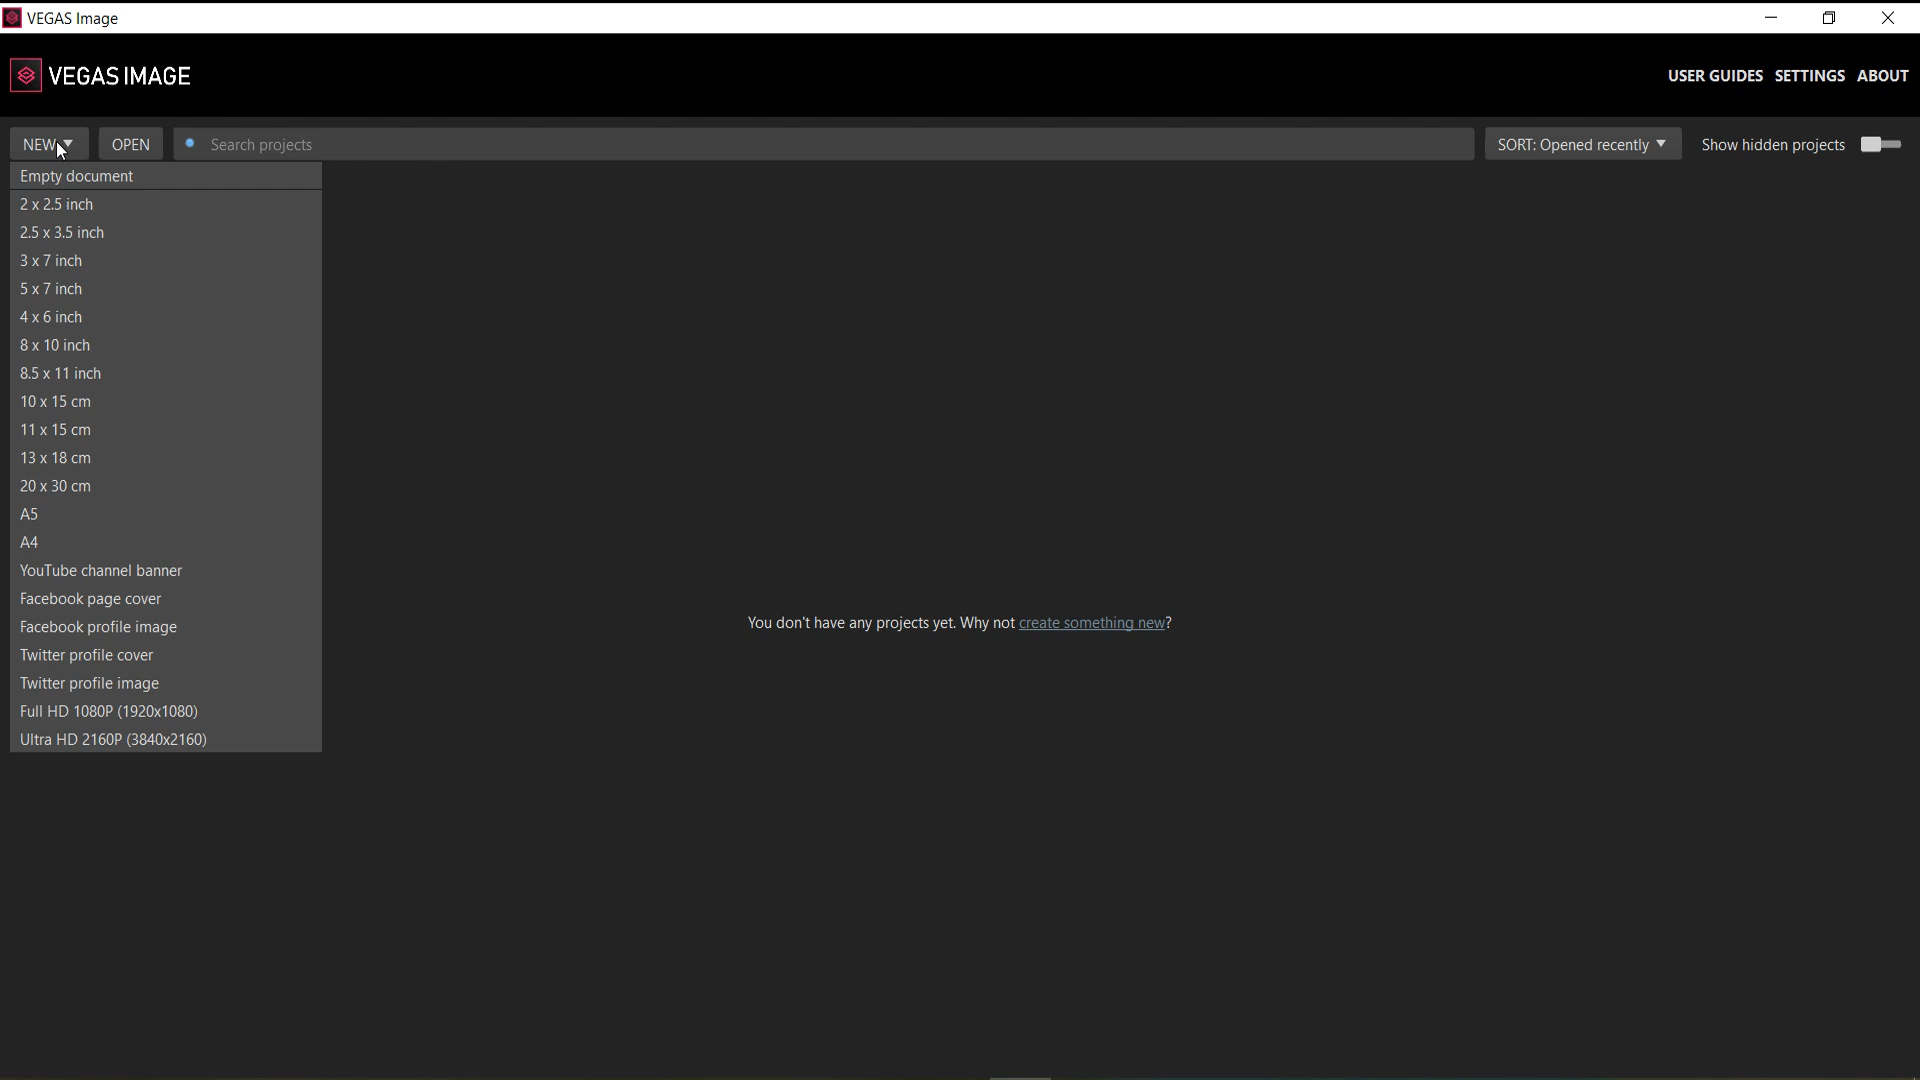 VEGAS Image
VEGAS IMAGE
USER GUIDES SETTINGS ABOUT
NEW OPEN Search projects SORT: Opened recently Show hidden projects
Empty document
2 x 2.5 inch
2.5 x 3.5 inch
3 x 7 inch
5 x 7 inch
4 x 6 inch
8 x 10 inch
8.5 x 11 inch
10 x 15 cm
11 x 15 cm
13 x 18 cm
20 x 30 cm
A5
A4
YouTube channel banner
Facebook page cover
You don't have any projects yet. Why not create something new?
Facebook profile image
Twitter profile cover
Twitter profile image
Full HD 1080P (1920x1080)
Ultra HD 2160P (3840x2160)